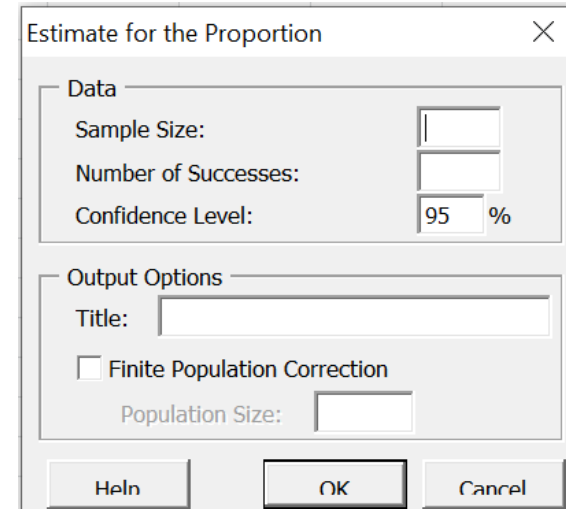 Estimate for the Proportion
Data
Sample Size:
Number of Successes:
Confidence Level: 95 %
Output Options
Title:
Finite Population Correction
Population Size:
Help OK Cancel